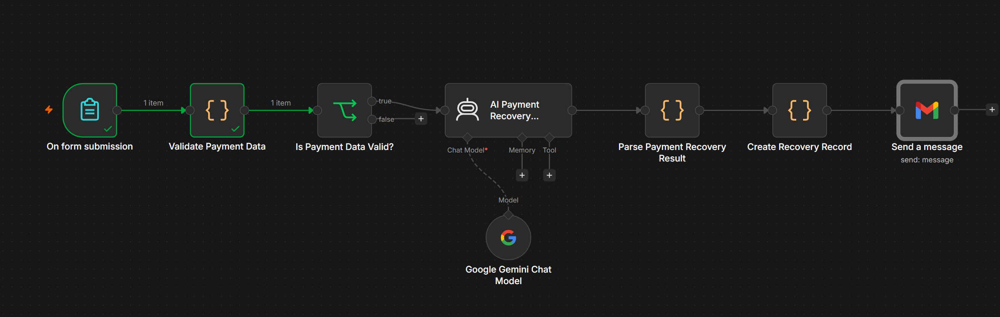 1 item
1 item
true
false
AI Payment
Recovery...
On form submission
Validate Payment Data
Is Payment Data Valid?
Chat Model*
Memory
Tool
Parse Payment Recovery
Result
Create Recovery Record
Send a message
send: message
Model
Google Gemini Chat
Model